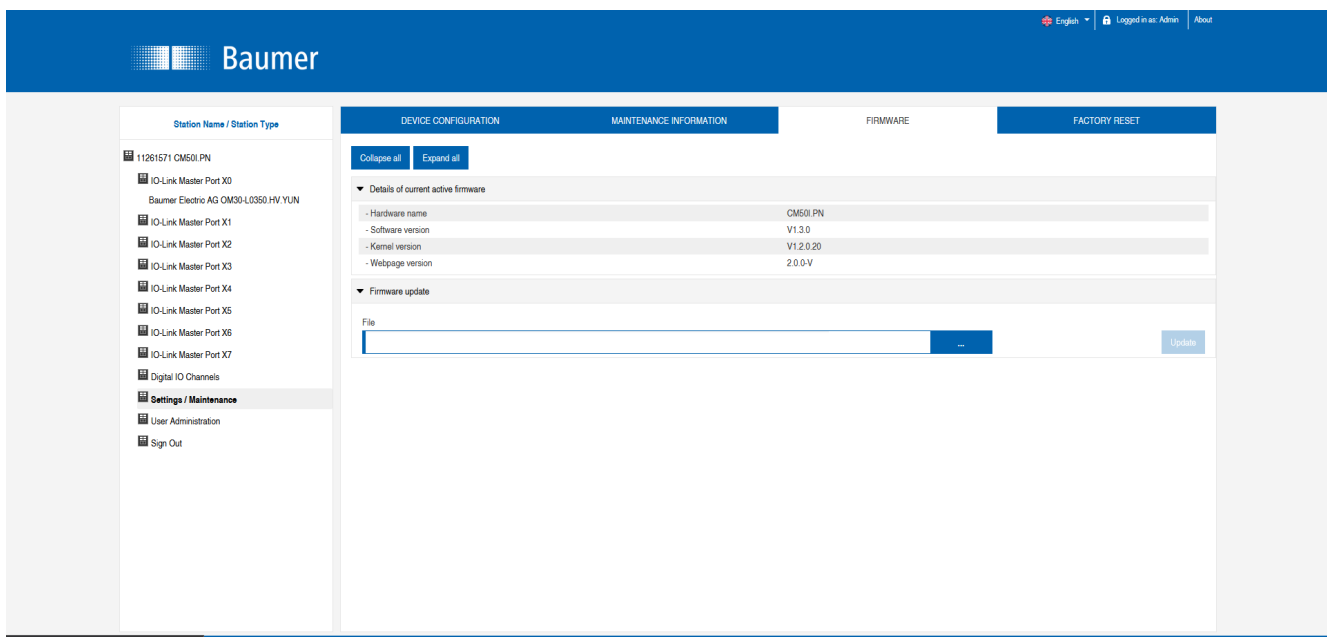 English
Logged in as: Admin
About
Baumer
Station Name / Station Type
11261571 CM50I.PN
IO-Link Master Port X0
Baumer Electric AG OM30-L0350.HV.YUN
IO-Link Master Port X1
IO-Link Master Port X2
IO-Link Master Port X3
IO-Link Master Port X4
IO-Link Master Port X5
IO-Link Master Port X6
IO-Link Master Port X7
Digital IO Channels
Settings / Maintenance
User Administration
Sign Out
DEVICE CONFIGURATION
MAINTENANCE INFORMATION
FIRMWARE
FACTORY RESET
Collapse all
Expand all
Details of current active firmware
- Hardware name CM50I.PN
- Software version V1.3.0
- Kernel version V1.2.0.20
- Webpage version 2.0.0-V
Firmware update
File
...
Update